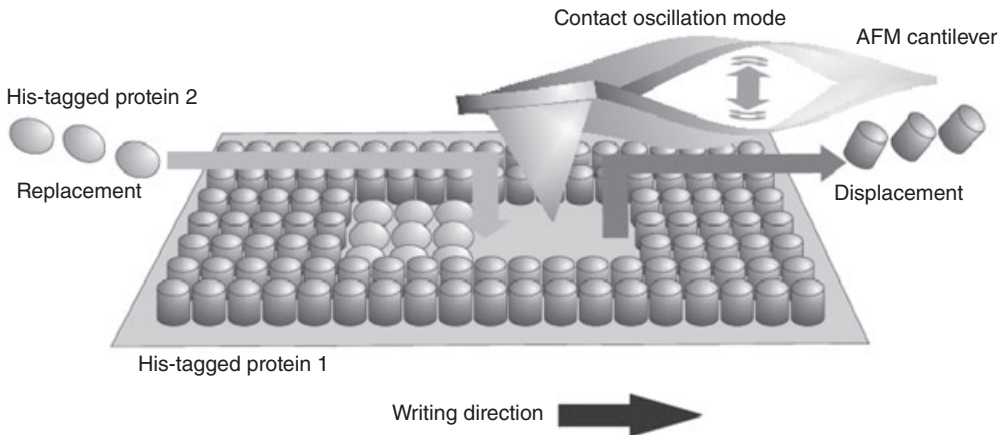 Contact oscillation mode
AFM cantilever
His-tagged protein 2
Replacement
Displacement
His-tagged protein 1
Writing direction